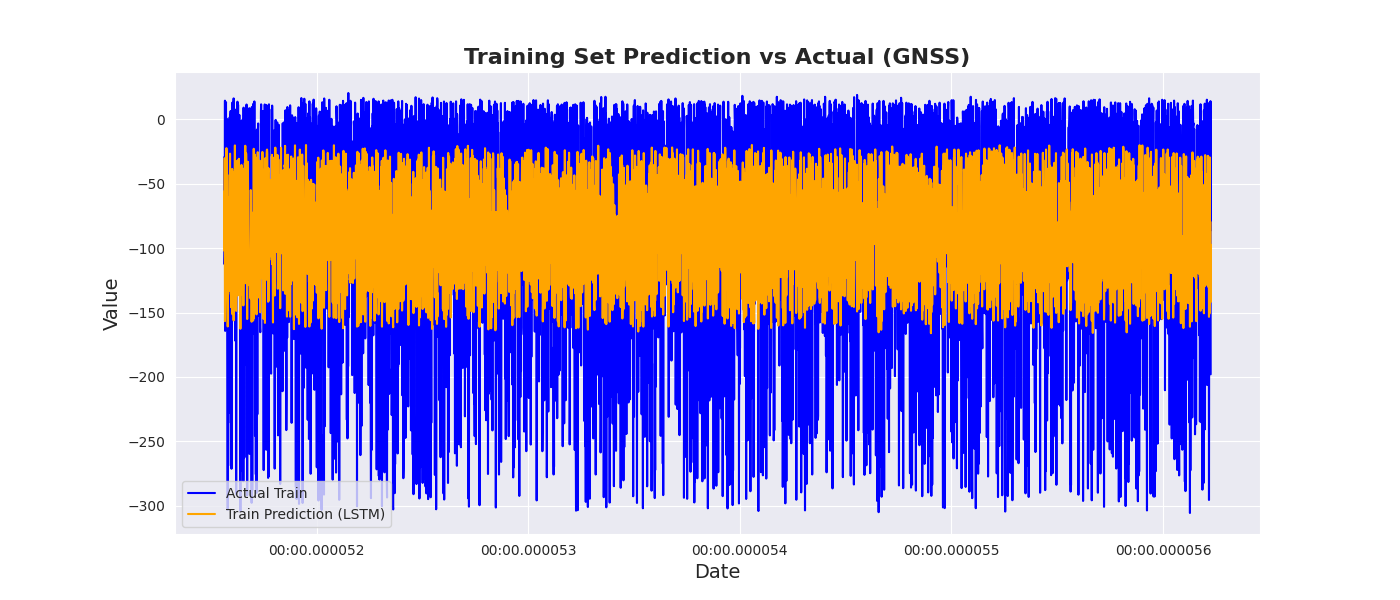 Training Set Prediction vs Actual (GNSS)
Value
0
−50
−100
−150
−200
−250
−300
Actual Train
Train Prediction (LSTM)
00:00.000052 00:00.000053 00:00.000054 00:00.000055 00:00.000056
Date